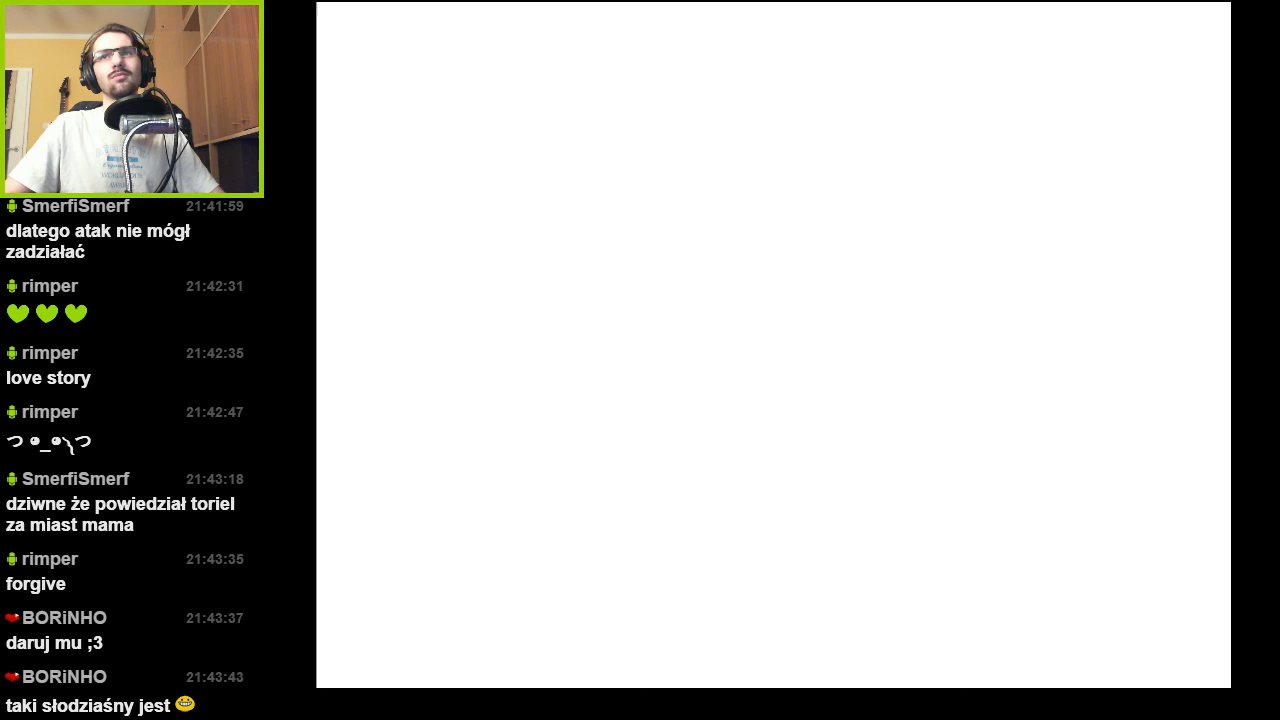 SmerfiSmerf 21:41:59
dlatego atak nie mógł
zadziałać
rimper 21:42:31
rimper 21:42:35
love story
rimper 21:42:47
SmerfiSmerf 21:43:18
dziwne że powiedział toriel
za miast mama
rimper 21:43:35
forgive
BORiNHO 21:43:37
daruj mu ;3
BORiNHO 21:43:43
taki słodziaśny jest